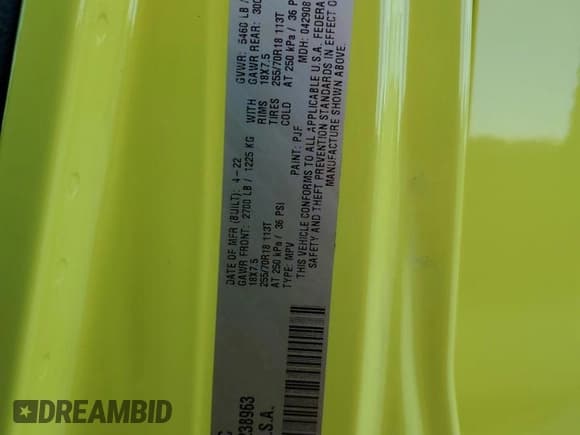 DATE OF MFR (BUILT): 4-22
GVWR: 5460 LB /
GAWR FRONT: 2700 LB / 1225 KG WITH
GAWR REAR: 300
18X7.5 RIMS 18X7.5
255/70R18 113T TIRES 255/70R18 113T
AT 250 kPa / 36 PSI COLD AT 250 kPa / 36 P
TYPE: MPV PAINT: PJF MDH: 042908
THIS VEHICLE CONFORMS TO ALL APPLICABLE U.S.A. FEDERA
SAFETY AND THEFT PREVENTION STANDARDS IN EFFECT O
MANUFACTURE SHOWN ABOVE.
238963
S.A.
DREAMBID